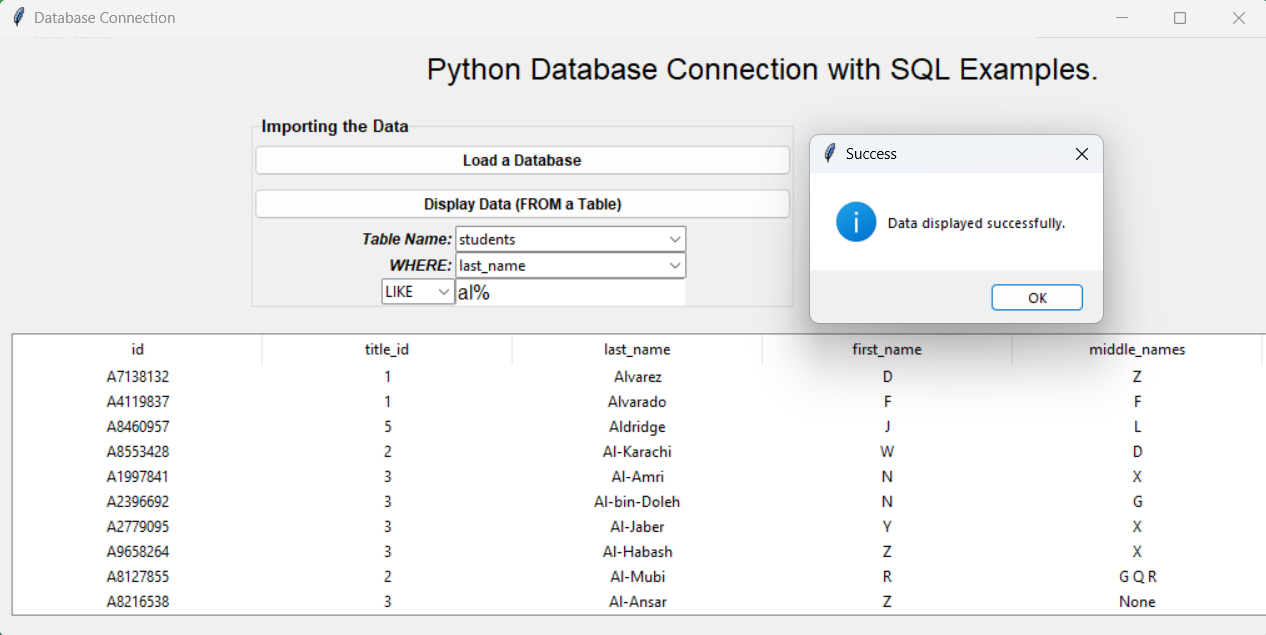 Database Connection
Python Database Connection with SQL Examples.
Importing the Data
Load a Database
Display Data (FROM a Table)
Table Name: students
WHERE: last_name
LIKE al%
Success
Data displayed successfully.
OK
id title_id last_name first_name middle_names
A7138132 1 Alvarez D Z
A4119837 1 Alvarado F F
A8460957 5 Aldridge J L
A8553428 2 Al-Karachi W D
A1997841 3 Al-Amri N X
A2396692 3 Al-bin-Doleh N G
A2779095 3 Al-Jaber Y X
A9658264 3 Al-Habash Z X
A8127855 2 Al-Mubi R G Q R
A8216538 3 Al-Ansar Z None